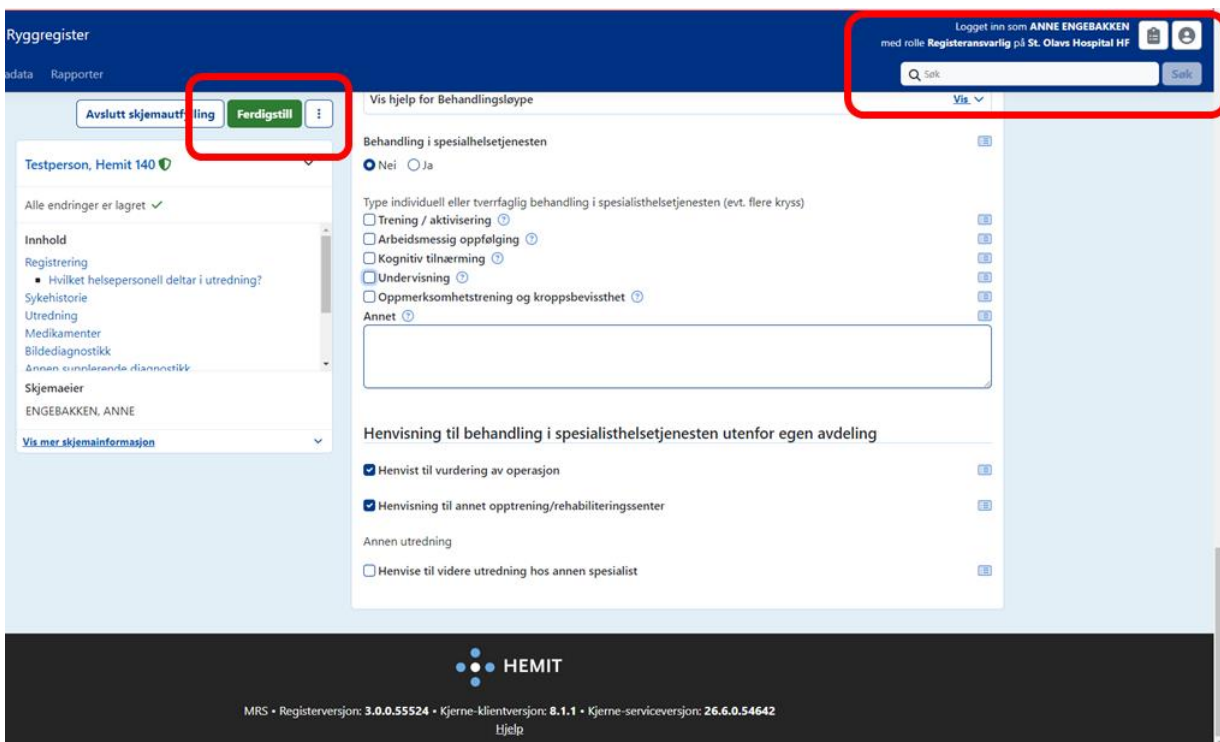 Ryggregister
Logget inn som ANNE ENGEBAKKEN
med rolle Registeransvarlig på St. Olavs Hospital HF
adata Rapporter
Søk Søk
Avslutt skjemautfylling Ferdigstill
Testperson, Hemit 140
Alle endringer er lagret
Innhold
Registrering
Hvilket helsepersonell deltar i utredning?
Sykehistorie
Utredning
Medikamenter
Bildediagnostikk
Annen supplerende diagnostikk
Skjemaeier
ENGEBAKKEN, ANNE
Vis mer skjemainformasjon
Vis hjelp for Behandlingsløype Vis
Behandling i spesialhelsetjenesten
Nei Ja
Type individuell eller tverrfaglig behandling i spesialisthelsetjenesten (evt. flere kryss)
Trening / aktivisering
Arbeidsmessig oppfølging
Kognitiv tilnærming
Undervisning
Oppmerksomhetstrening og kroppsbevissthet
Annet
Henvisning til behandling i spesialisthelsetjenesten utenfor egen avdeling
Henvist til vurdering av operasjon
Henvisning til annet opptrening/rehabiliteringssenter
Annen utredning
Henvise til videre utredning hos annen spesialist
HEMIT
MRS • Registerversjon: 3.0.0.55524 • Kjerne-klientversjon: 8.1.1 • Kjerne-serviceversjon: 26.6.0.54642
Hjelp